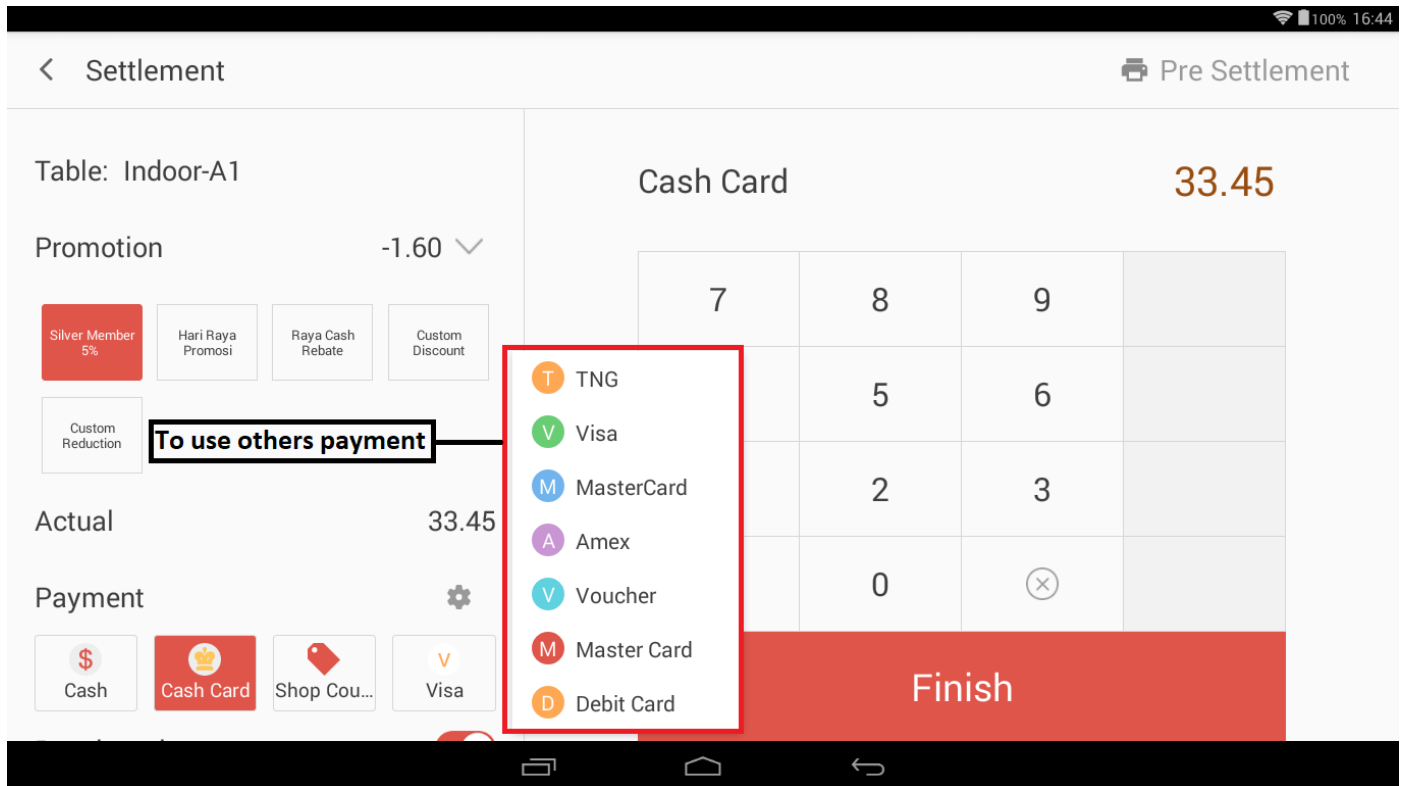 100% 16:44
Settlement
Pre Settlement
Table: Indoor-A1
Promotion -1.60
Silver Member
5%
Hari Raya
Promosi
Raya Cash
Rebate
Custom
Discount
Custom
Reduction
To use others payment
Actual 33.45
Payment
$
Cash
Cash Card
Shop Cou...
V
Visa
T TNG
V Visa
M MasterCard
A Amex
V Voucher
M Master Card
D Debit Card
Cash Card 33.45
7 8 9
5 6
2 3
0
Finish